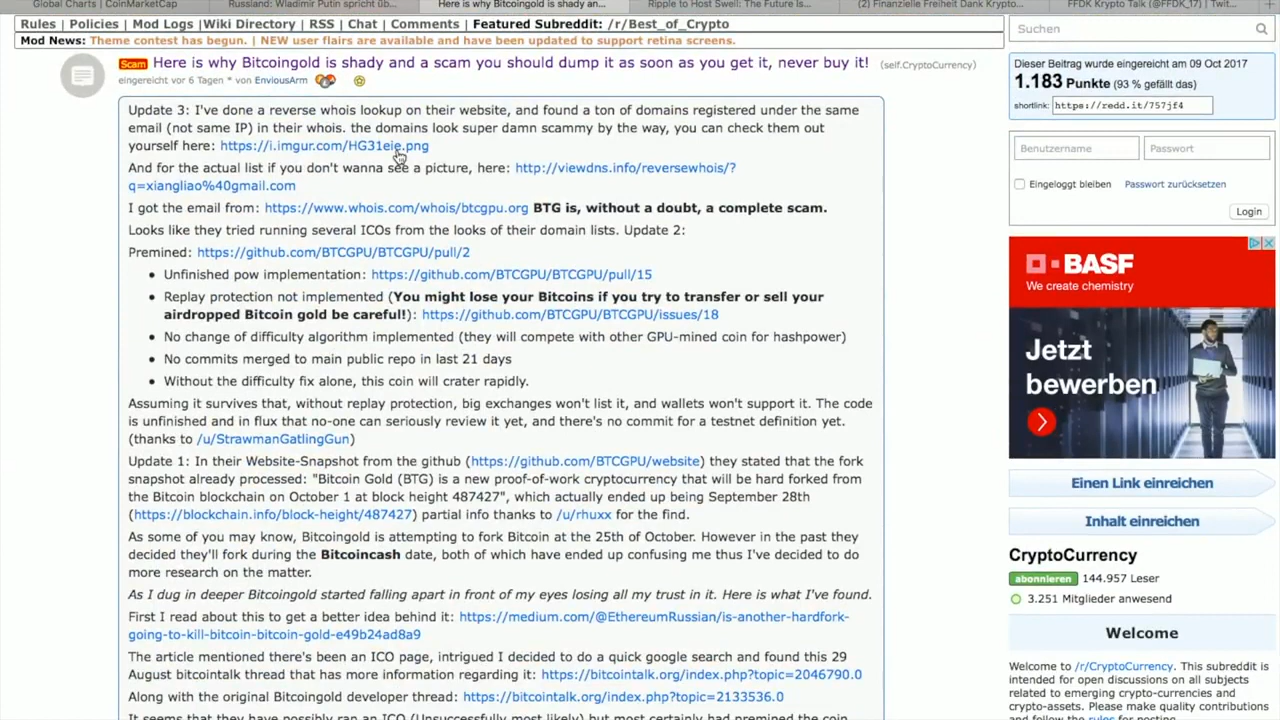 Global Charts | CoinMarketCap
Russland: Wladimir Putin spricht üb...
Here is why Bitcoingold is shady an...
Ripple to Host Swell: The Future Is...
(2) Finanzielle Freiheit Dank Krypto...
FFDK Krypto Talk (@FFDK_17) | Twit...
Rules | Policies | Mod Logs |Wiki Directory | RSS | Chat | Comments | Featured Subreddit: /r/Best_of_Crypto
Mod News: Theme contest has begun. | NEW user flairs are available and have been updated to support retina screens.
Scam Here is why Bitcoingold is shady and a scam you should dump it as soon as you get it, never buy it! (self.CryptoCurrency)
eingereicht vor 6 Tagen * von EnviousArm
Update 3: I've done a reverse whois lookup on their website, and found a ton of domains registered under the same
email (not same IP) in their whois. the domains look super damn scammy by the way, you can check them out
yourself here: https://i.imgur.com/HG31eie.png
And for the actual list if you don't wanna see a picture, here: http://viewdns.info/reversewhois/?
q=xiangliao%40gmail.com
I got the email from: https://www.whois.com/whois/btcgpu.org BTG is, without a doubt, a complete scam.
Looks like they tried running several ICOs from the looks of their domain lists. Update 2:
Premined: https://github.com/BTCGPU/BTCGPU/pull/2
• Unfinished pow implementation: https://github.com/BTCGPU/BTCGPU/pull/15
• Replay protection not implemented (You might lose your Bitcoins if you try to transfer or sell your
airdropped Bitcoin gold be careful!): https://github.com/BTCGPU/BTCGPU/issues/18
• No change of difficulty algorithm implemented (they will compete with other GPU-mined coin for hashpower)
• No commits merged to main public repo in last 21 days
• Without the difficulty fix alone, this coin will crater rapidly.
Assuming it survives that, without replay protection, big exchanges won't list it, and wallets won't support it. The code
is unfinished and in flux that no-one can seriously review it yet, and there's no commit for a testnet definition yet.
(thanks to /u/StrawmanGatlingGun)
Update 1: In their Website-Snapshot from the github (https://github.com/BTCGPU/website) they stated that the fork
snapshot already processed: "Bitcoin Gold (BTG) is a new proof-of-work cryptocurrency that will be hard forked from
the Bitcoin blockchain on October 1 at block height 487427", which actually ended up being September 28th
(https://blockchain.info/block-height/487427) partial info thanks to /u/rhuxx for the find.
As some of you may know, Bitcoingold is attempting to fork Bitcoin at the 25th of October. However in the past they
decided they'll fork during the Bitcoincash date, both of which have ended up confusing me thus I've decided to do
more research on the matter.
As I dug in deeper Bitcoingold started falling apart in front of my eyes losing all my trust in it. Here is what I've found.
First I read about this to get a better idea behind it: https://medium.com/@EthereumRussian/is-another-hardfork-
going-to-kill-bitcoin-bitcoin-gold-e49b24ad8a9
The article mentioned there's been an ICO page, intrigued I decided to do a quick google search and found this 29
August bitcointalk thread that has more information regarding it: https://bitcointalk.org/index.php?topic=2046790.0
Along with the original Bitcoingold developer thread: https://bitcointalk.org/index.php?topic=2133536.0
It seems that they have possibly ran an ICO (Unsuccessfully most likely) but most certainly had premined the coin
Suchen
Dieser Beitrag wurde eingereicht am 09 Oct 2017
1.183 Punkte (93 % gefällt das)
shortlink: https://redd.it/757jf4
Benutzername
Passwort
Eingeloggt bleiben
Passwort zurücksetzen
Login
BASF
We create chemistry
Jetzt
bewerben
Einen Link einreichen
Inhalt einreichen
CryptoCurrency
abonnieren 144.957 Leser
3.251 Mitglieder anwesend
Welcome
Welcome to /r/CryptoCurrency. This subreddit is
intended for open discussions on all subjects
related to emerging crypto-currencies and
crypto-assets. Please make quality contributions
and follow the rules for posting.